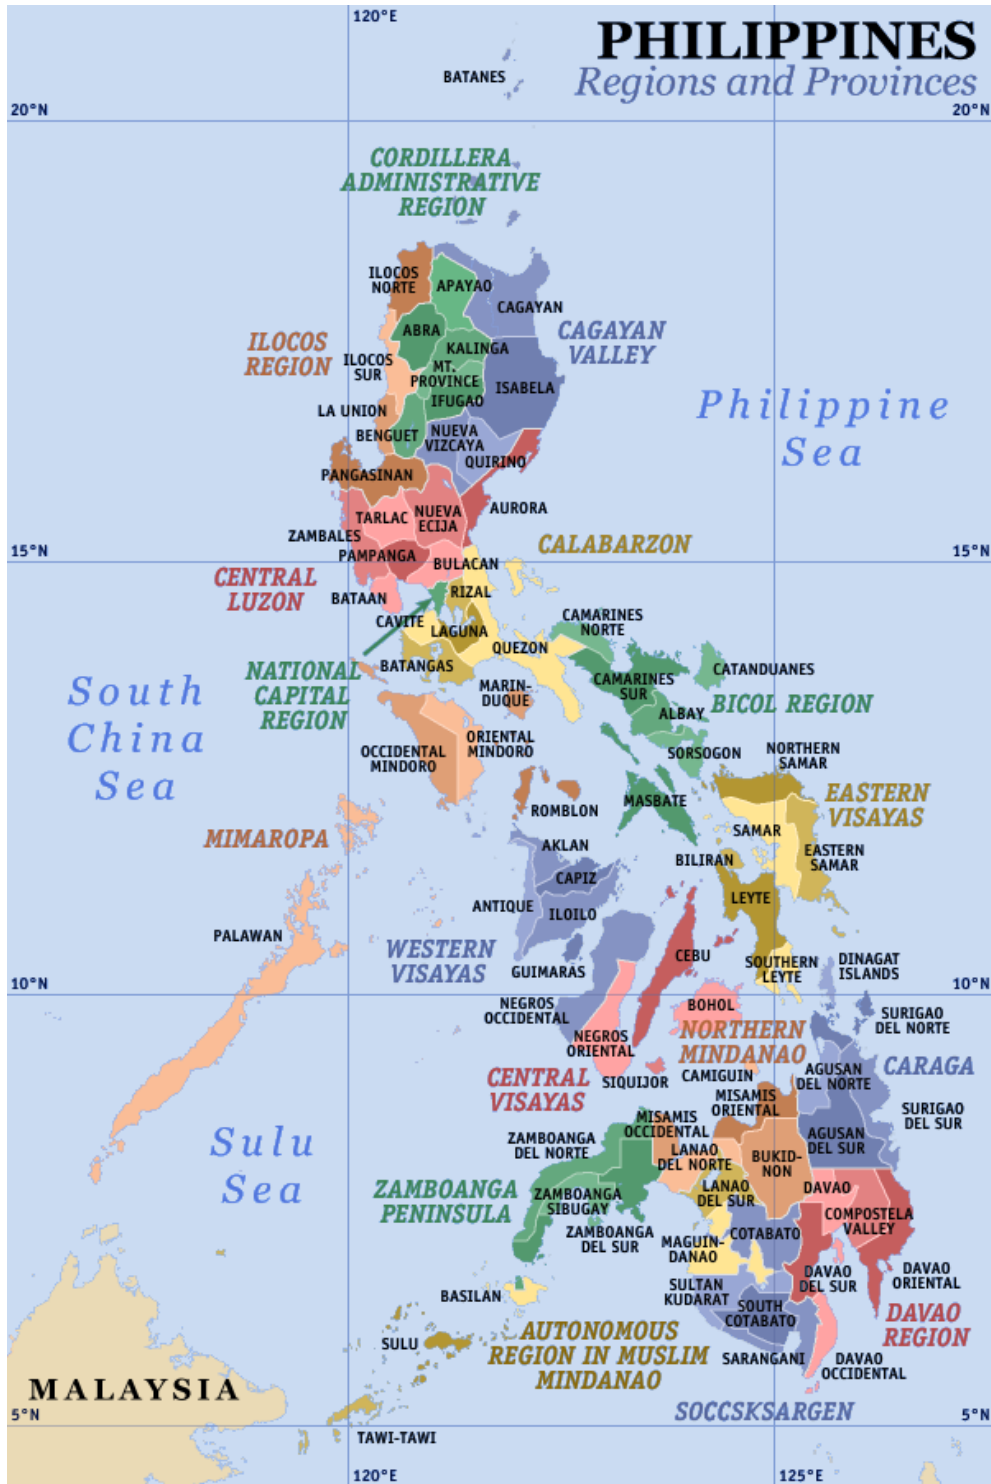 120°E
PHILIPPINES
Regions and Provinces
BATANES
20°N
20°N
CORDILLERA
ADMINISTRATIVE
REGION
ILOCOS
NORTE
APAYAO
CAGAYAN
ABRA
CAGAYAN
VALLEY
ILOCOS
REGION
KALINGA
ILOCOS
SUR
MT.
PROVINCE
ISABELA
IFUGAO
Philippine
Sea
LA UNION
BENGUET
NUEVA
VIZCAYA
QUIRINO
PANGASINAN
AURORA
TARLAC
NUEVA
ECIJA
ZAMBALES
CALABARZON
15°N
15°N
PAMPANGA
BULACAN
CENTRAL
LUZON
BATAAN
RIZAL
CAVITE
LAGUNA
CAMARINES
NORTE
QUEZON
BATANGAS
NATIONAL
CAPITAL
REGION
CATANDUANES
CAMARINES
SUR
MARIN-
DUQUE
South
China
Sea
BICOL REGION
ALBAY
ORIENTAL
MINDORO
OCCIDENTAL
MINDORO
SORSOGON
NORTHERN
SAMAR
MASBATE
ROMBLON
EASTERN
VISAYAS
MIMAROPA
SAMAR
AKLAN
BILIRAN
EASTERN
SAMAR
CAPIZ
LEYTE
ANTIQUE
ILOILO
PALAWAN
WESTERN
VISAYAS
CEBU
GUIMARAS
SOUTHERN
LEYTE
DINAGAT
ISLANDS
10°N
10°N
NEGROS
OCCIDENTAL
BOHOL
SURIGAO
DEL NORTE
NEGROS
ORIENTAL
NORTHERN
MINDANAO
CARAGA
CENTRAL
VISAYAS
SIQUIJOR
CAMIGUIN
AGUSAN
DEL NORTE
MISAMIS
ORIENTAL
SURIGAO
DEL SUR
MISAMIS
OCCIDENTAL
Sulu
Sea
ZAMBOANGA
DEL NORTE
AGUSAN
DEL SUR
LANAO
DEL NORTE
BUKID-
NON
ZAMBOANGA
PENINSULA
ZAMBOANGA
SIBUGAY
LANAO
DEL SUR
DAVAO
COMPOSTELA
VALLEY
ZAMBOANGA
DEL SUR
COTABATO
MAGUIN-
DANAO
DAVAO
DEL SUR
DAVAO
ORIENTAL
BASILAN
SULTAN
KUDARAT
SOUTH
COTABATO
DAVAO
REGION
SULU
AUTONOMOUS
REGION IN MUSLIM
MINDANAO
SARANGANI
DAVAO
OCCIDENTAL
MALAYSIA
SOCCSKSARGEN
5°N
5°N
TAWI-TAWI
120°E
125°E